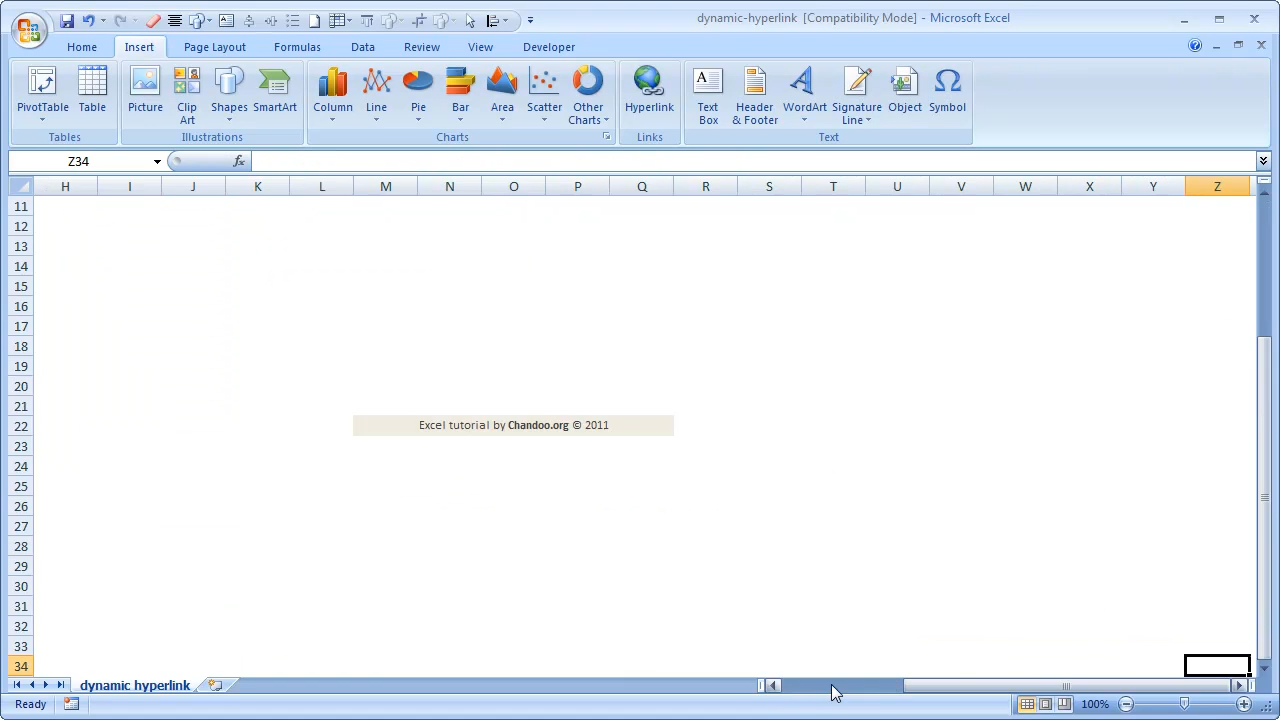 dynamic-hyperlink [Compatibility Mode] - Microsoft Excel
Home Insert Page Layout Formulas Data Review View Developer
PivotTable Table Picture Clip Art Shapes SmartArt Column Line Pie Bar Area Scatter Other Charts Hyperlink Text Box Header & Footer WordArt Signature Line Object Symbol
Tables Illustrations Charts Links Text
Z34 fx
H I J K L M N O P Q R S T U V W X Y Z
11
12
13
14
15
16
17
18
19
20
21
22 Excel tutorial by Chandoo.org © 2011
23
24
25
26
27
28
29
30
31
32
33
34
dynamic hyperlink
Ready 100%